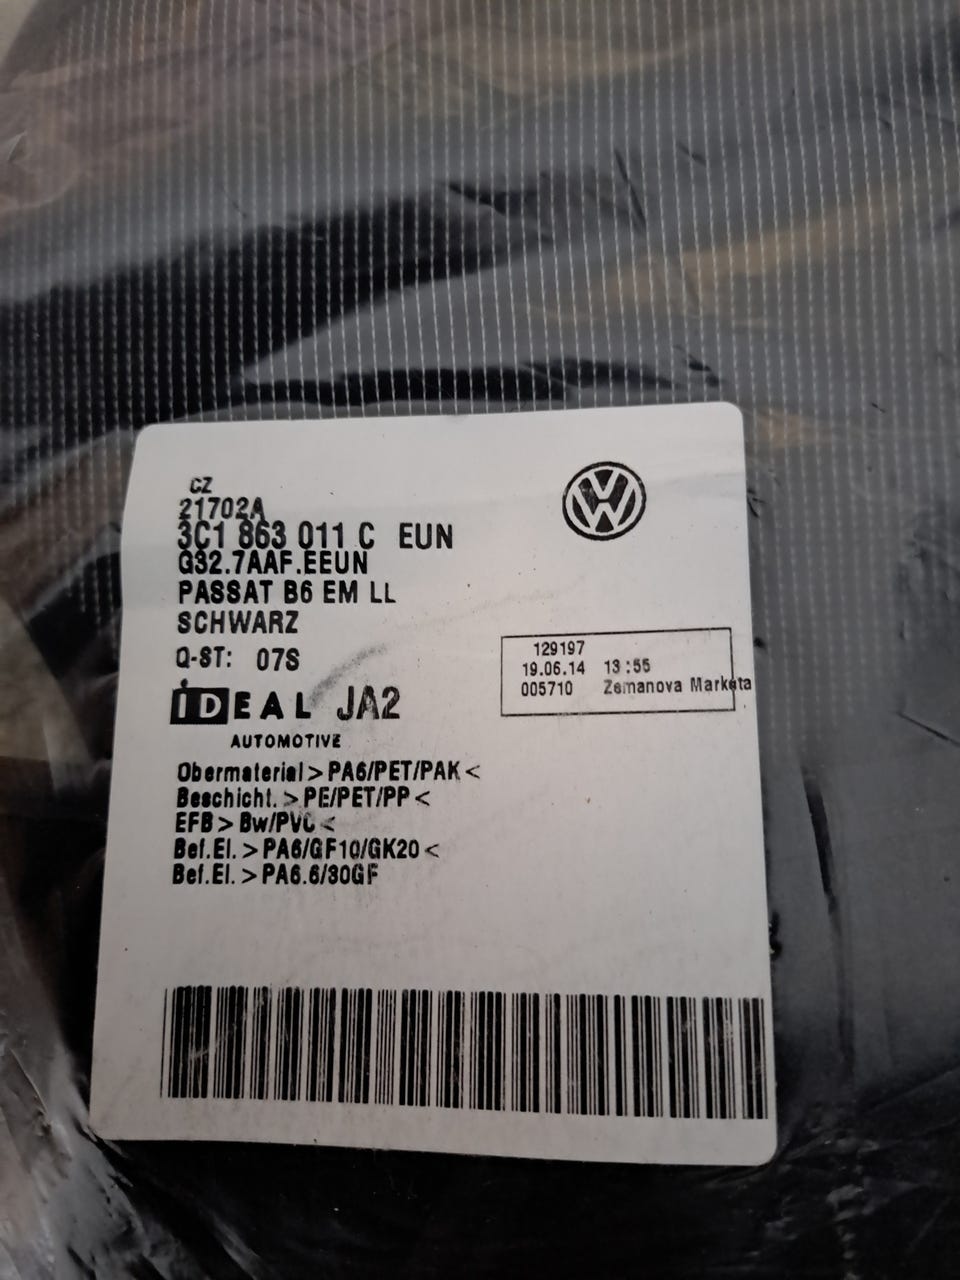 CZ
21702A
3C1 863 011 C EUN
Q32.7AAF.EEUN
PASSAT B6 EM LL
SCHWARZ
Q-ST: 07S
129197
19.06.14 13:55
005710 Zemanova Marketa
IDEAL JA2
AUTOMOTIVE
Obermaterial > PA6/PET/PAK <
Beschicht. > PE/PET/PP <
EFB > Bw/PVC <
Bef.El. > PA6/GF10/GK20 <
Bef.El. > PA6.6/30GF
VW